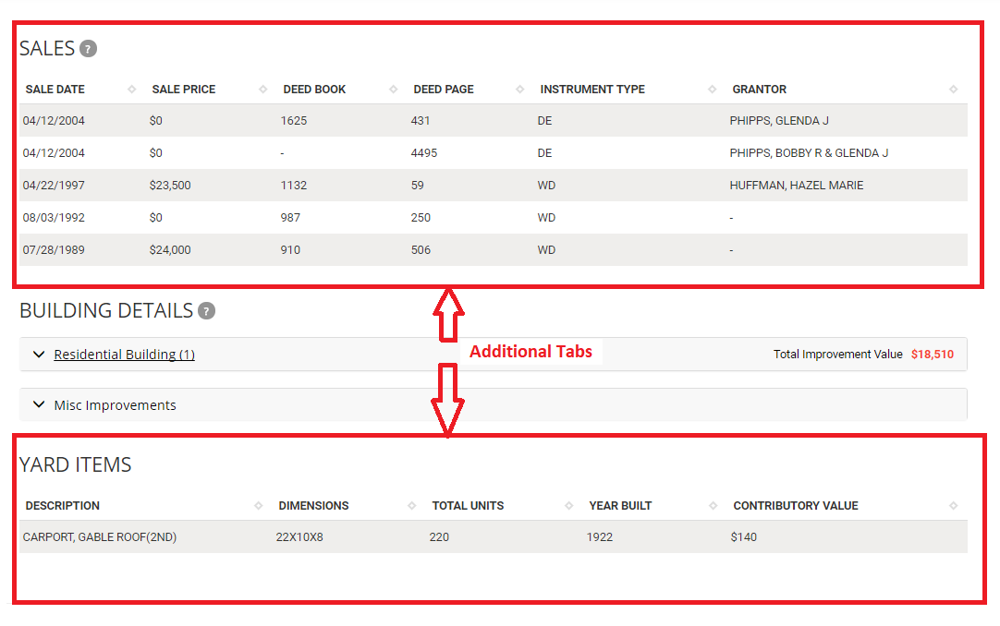 SALES ?
SALE DATE SALE PRICE DEED BOOK DEED PAGE INSTRUMENT TYPE GRANTOR
04/12/2004 $0 1625 431 DE PHIPPS, GLENDA J
04/12/2004 $0 - 4495 DE PHIPPS, BOBBY R & GLENDA J
04/22/1997 $23,500 1132 59 WD HUFFMAN, HAZEL MARIE
08/03/1992 $0 987 250 WD -
07/28/1989 $24,000 910 506 WD -
BUILDING DETAILS ?
Additional Tabs
Residential Building (1) Total Improvement Value $18,510
Misc Improvements
YARD ITEMS
DESCRIPTION DIMENSIONS TOTAL UNITS YEAR BUILT CONTRIBUTORY VALUE
CARPORT, GABLE ROOF(2ND) 22X10X8 220 1922 $140